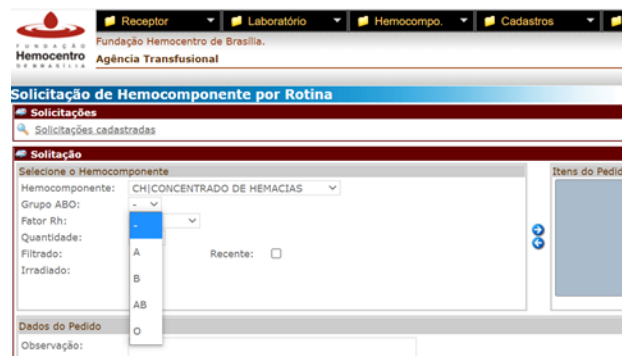 Receptor Laboratório Hemocompo. Cadastros
FUNDAÇÃO
Hemocentro
DE BRASÍLIA
Fundação Hemocentro de Brasília.
Agência Transfusional
Solicitação de Hemocomponente por Rotina
Solicitações
Solicitações cadastradas
Solitação
Selecione o Hemocomponente
Itens do Pedid
Hemocomponente: CH|CONCENTRADO DE HEMACIAS
Grupo ABO: -
Fator Rh:
-
Quantidade:
Filtrado:
A
Recente:
Irradiado:
B
AB
O
Dados do Pedido
Observação: